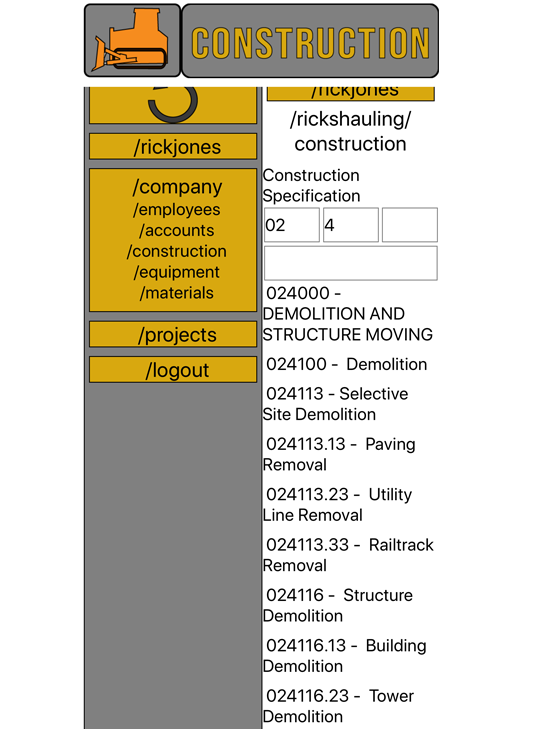 CONSTRUCTION
5
/rickjones
/company
/employees
/accounts
/construction
/equipment
/materials
/projects
/logout
/rickjones
/rickshauling/
construction
Construction
Specification
02 4
024000 -
DEMOLITION AND
STRUCTURE MOVING
024100 - Demolition
024113 - Selective
Site Demolition
024113.13 - Paving
Removal
024113.23 - Utility
Line Removal
024113.33 - Railtrack
Removal
024116 - Structure
Demolition
024116.13 - Building
Demolition
024116.23 - Tower
Demolition